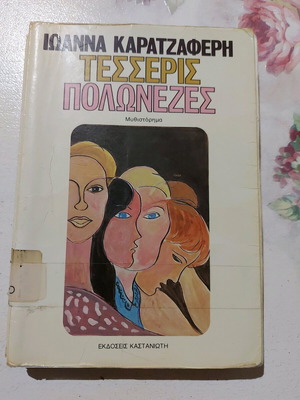 ΙΩΑΝΝΑ ΚΑΡΑΤΖΑΦΕΡΗ
ΤΕΣΣΕΡΙΣ
ΠΟΛΩΝΕΖΕΣ
Μυθιστόρημα
ΕΚΔΟΣΕΙΣ ΚΑΣΤΑΝΙΩΤΗ